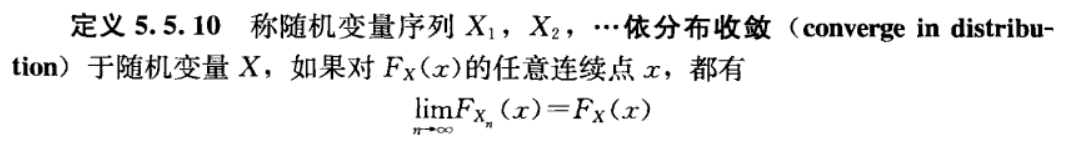 定义 5.5.10 称随机变量序列 X₁，X₂，…依分布收敛（converge in distribu-
tion）于随机变量 X，如果对 F_X(x)的任意连续点 x，都有
lim_{n→∞} F_{X_n}(x)=F_X(x)